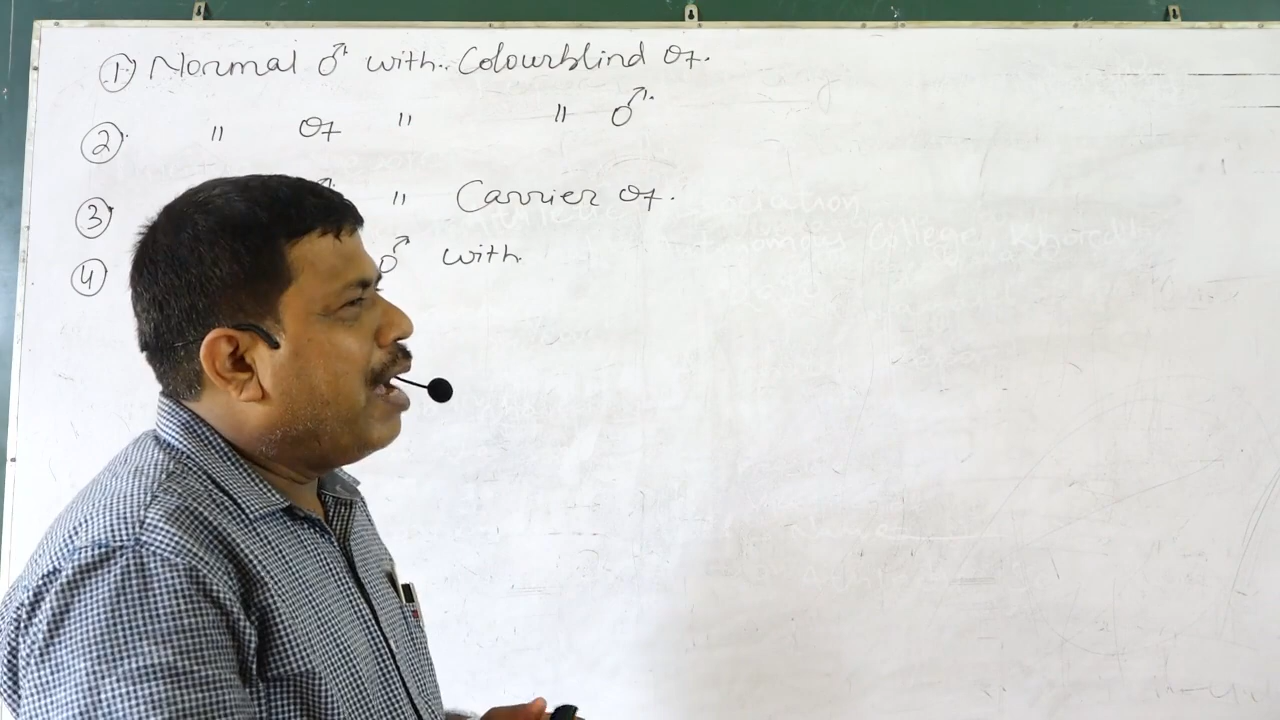 ① Normal ♂ with Colourblind ♀.
② " ♀ " " ♂.
③ ♂ " Carrier ♀.
④ ♂ with